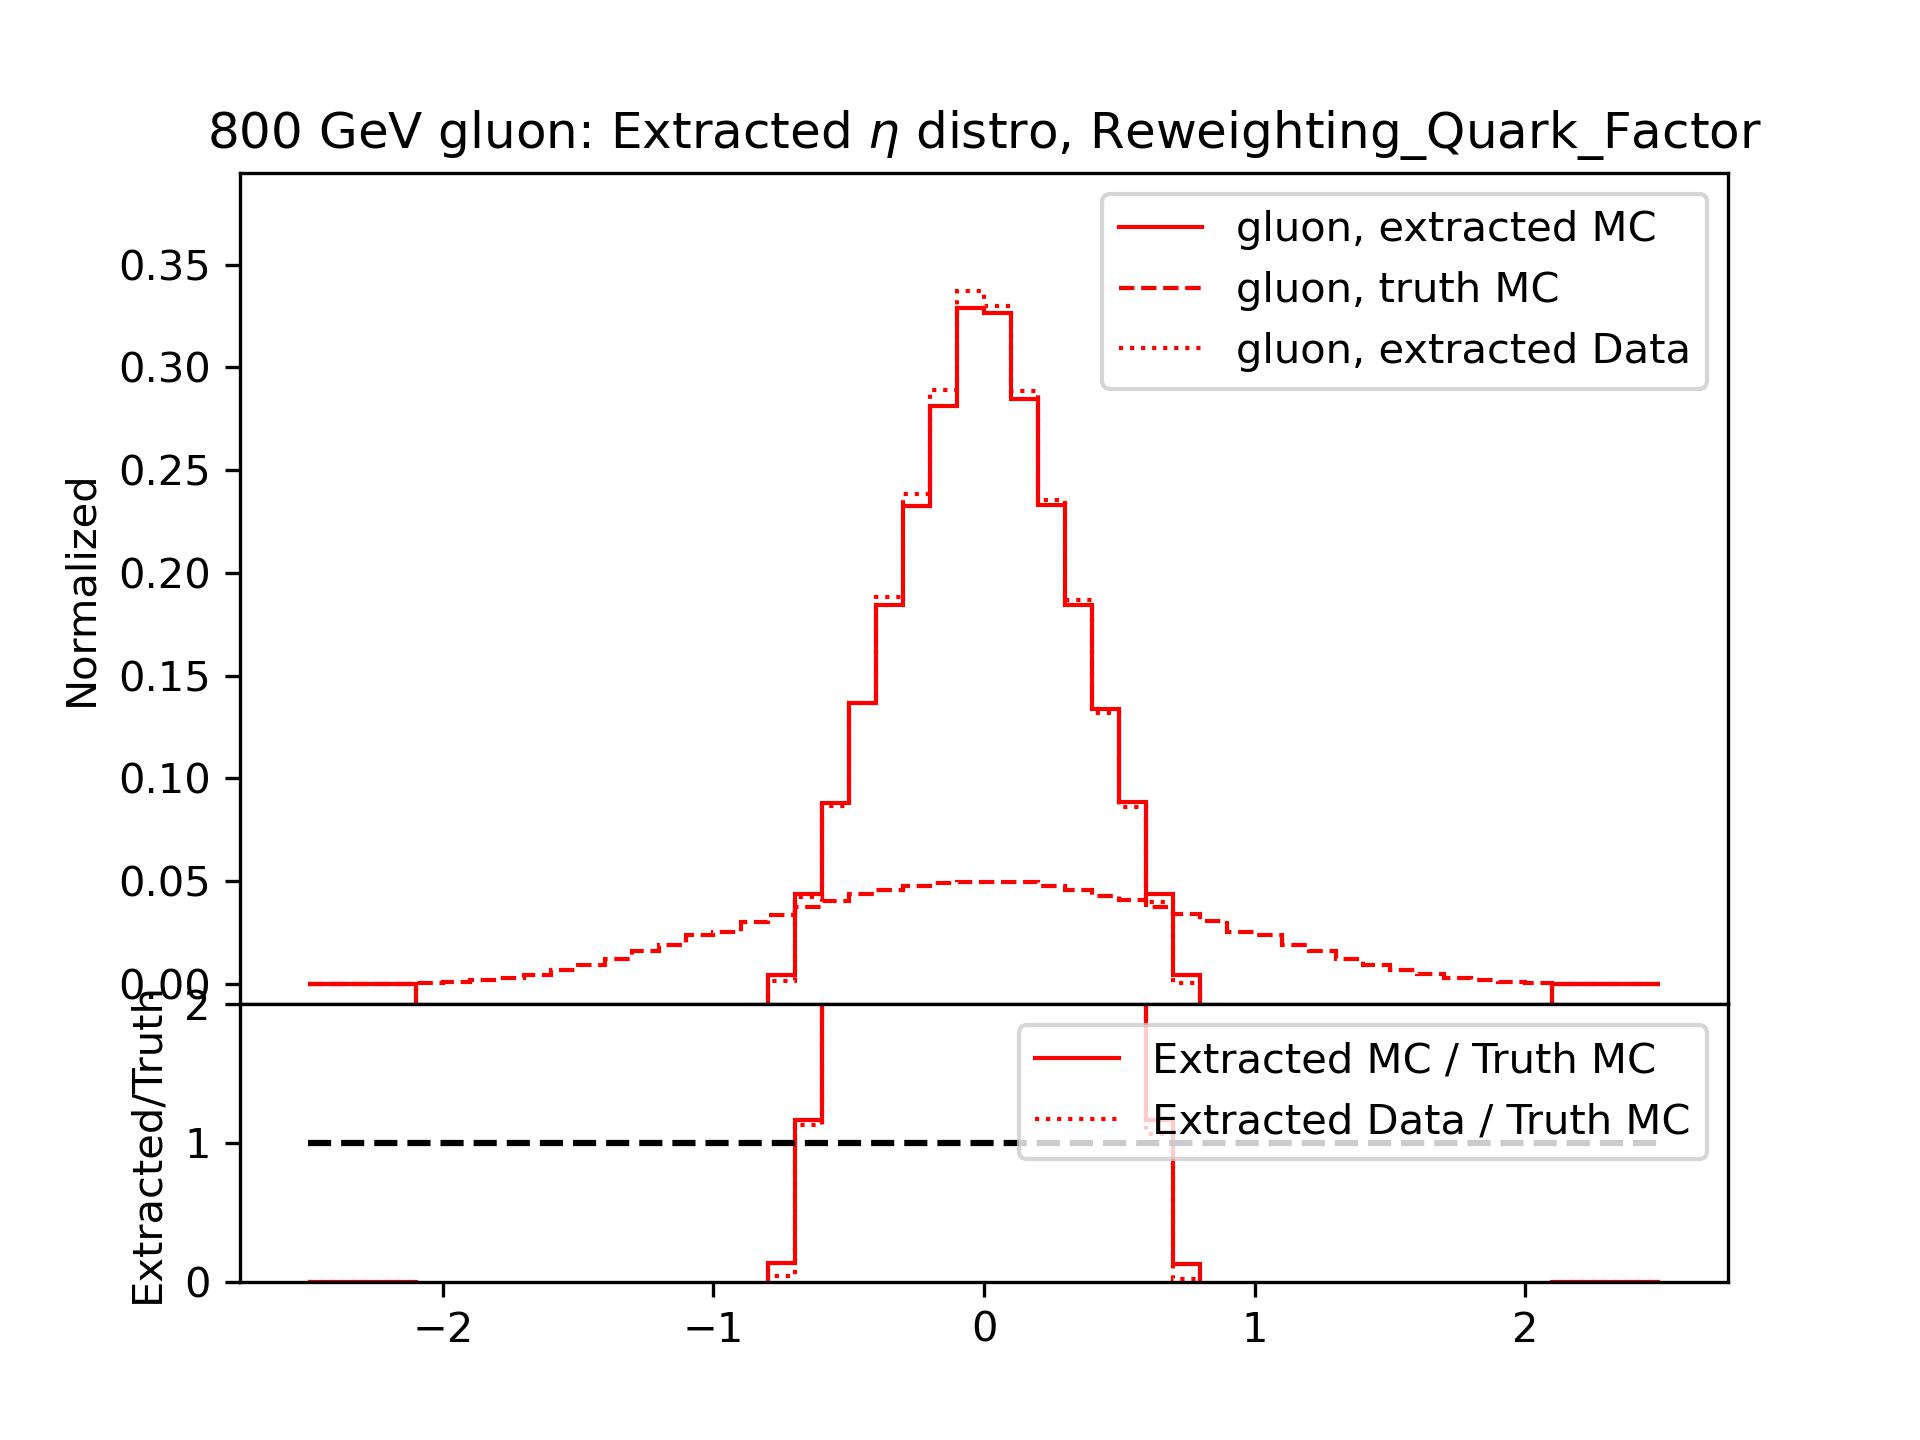 800 GeV gluon: Extracted η distro, Reweighting_Quark_Factor
gluon, extracted MC
gluon, truth MC
gluon, extracted Data
Normalized
0.35
0.30
0.25
0.20
0.15
0.10
0.05
0.00
Extracted/Truth
2
1
0
Extracted MC / Truth MC
Extracted Data / Truth MC
−2
−1
0
1
2